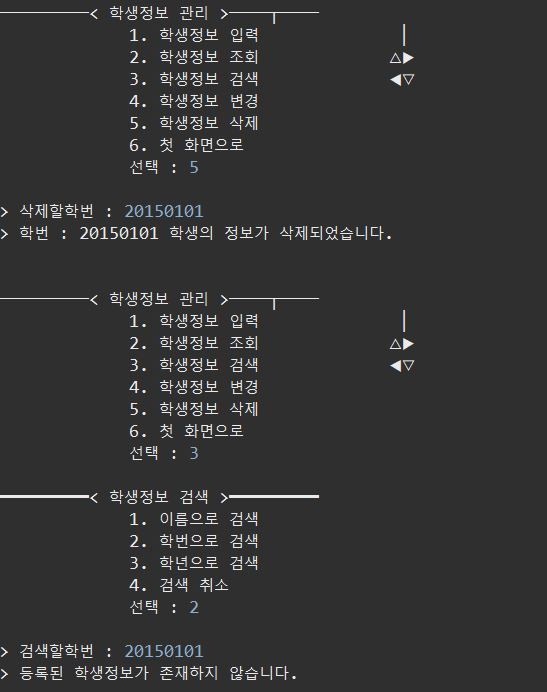 ────────< 학생정보 관리 >────┬────
1. 학생정보 입력 │
2. 학생정보 조회 △▶
3. 학생정보 검색 ◀▽
4. 학생정보 변경
5. 학생정보 삭제
6. 첫 화면으로
선택 : 5
> 삭제할학번 : 20150101
> 학번 : 20150101 학생의 정보가 삭제되었습니다.
────────< 학생정보 관리 >────┬────
1. 학생정보 입력 │
2. 학생정보 조회 △▶
3. 학생정보 검색 ◀▽
4. 학생정보 변경
5. 학생정보 삭제
6. 첫 화면으로
선택 : 3
━━━━━━━━< 학생정보 검색 >━━━━━━━━
1. 이름으로 검색
2. 학번으로 검색
3. 학년으로 검색
4. 검색 취소
선택 : 2
> 검색할학번 : 20150101
> 등록된 학생정보가 존재하지 않습니다.